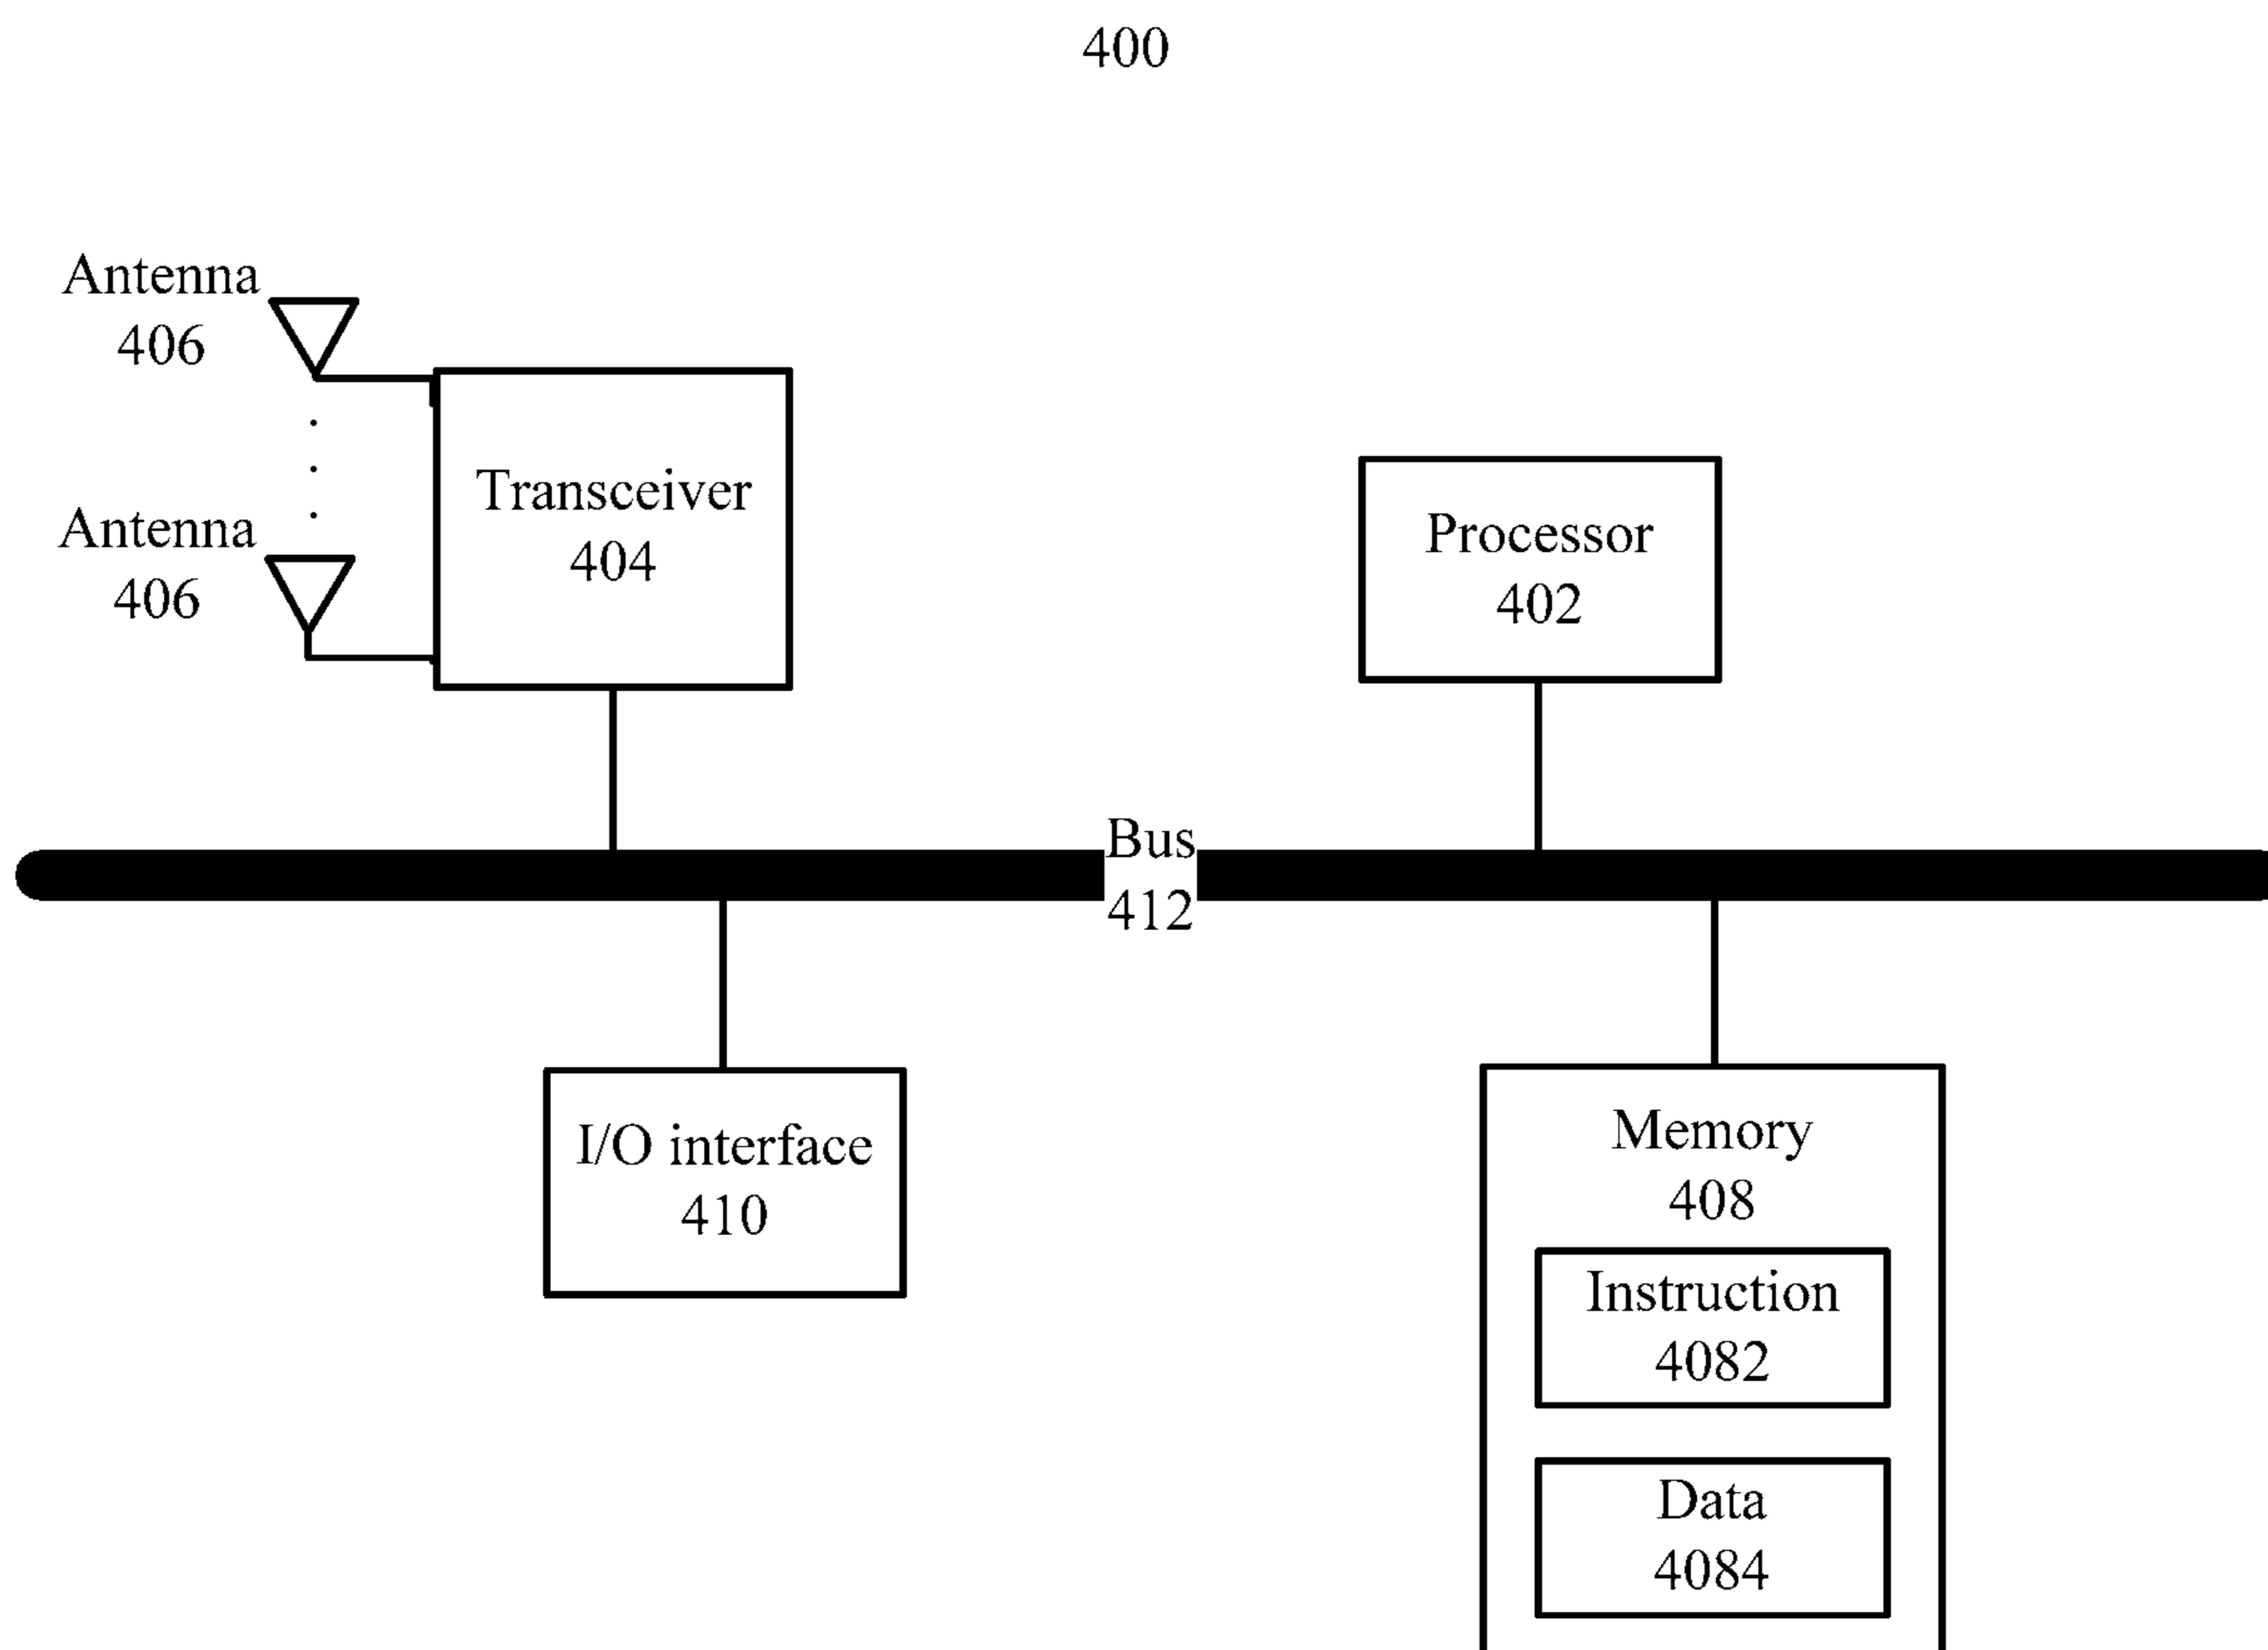 400
Antenna
406
Antenna
406
Transceiver
404
Processor
402
Bus
412
I/O interface
410
Memory
408
Instruction
4082
Data
4084